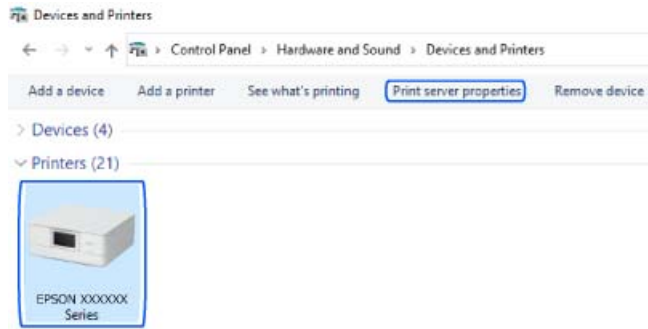 Devices and Printers
Control Panel > Hardware and Sound > Devices and Printers
Add a device Add a printer See what's printing Print server properties Remove device
Devices (4)
Printers (21)
EPSON XXXXXX
Series